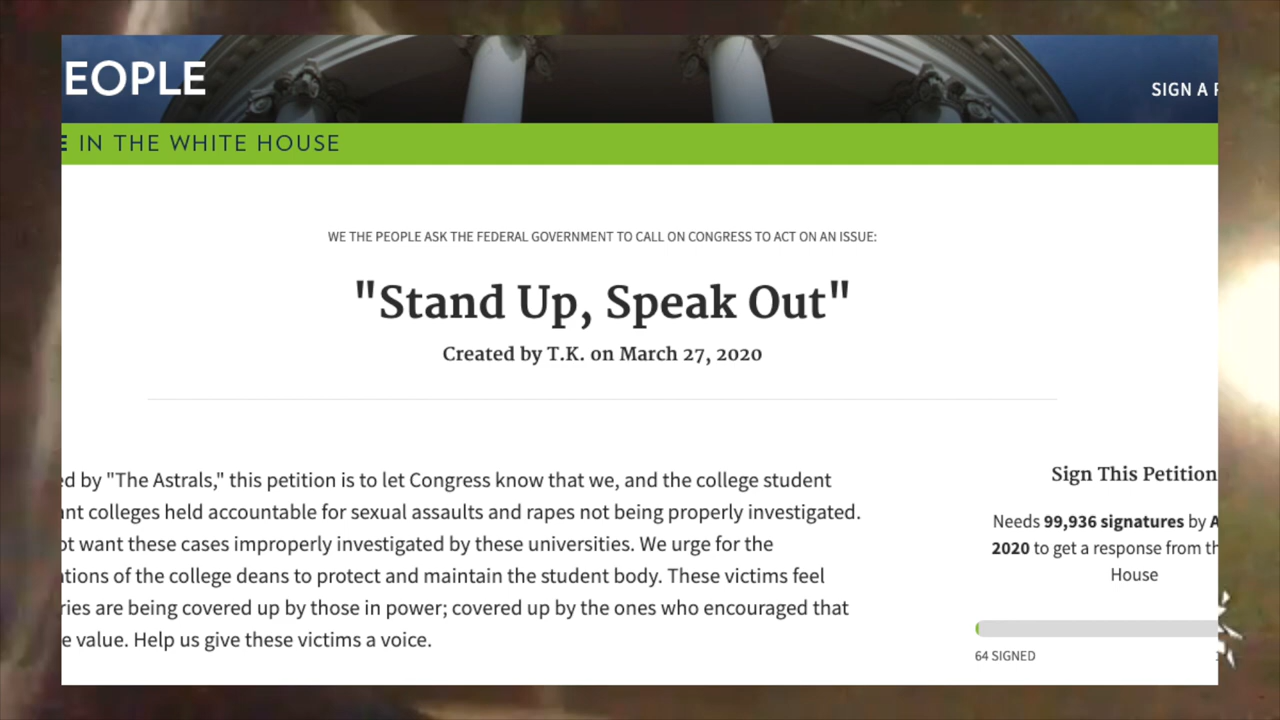 EOPLE
SIGN A
IN THE WHITE HOUSE
WE THE PEOPLE ASK THE FEDERAL GOVERNMENT TO CALL ON CONGRESS TO ACT ON AN ISSUE:
"Stand Up, Speak Out"
Created by T.K. on March 27, 2020
ed by "The Astrals," this petition is to let Congress know that we, and the college student
ant colleges held accountable for sexual assaults and rapes not being properly investigated.
ot want these cases improperly investigated by these universities. We urge for the
ations of the college deans to protect and maintain the student body. These victims feel
ries are being covered up by those in power; covered up by the ones who encouraged that
e value. Help us give these victims a voice.
Sign This Petition
Needs 99,936 signatures by A
2020 to get a response from th
House
64 SIGNED